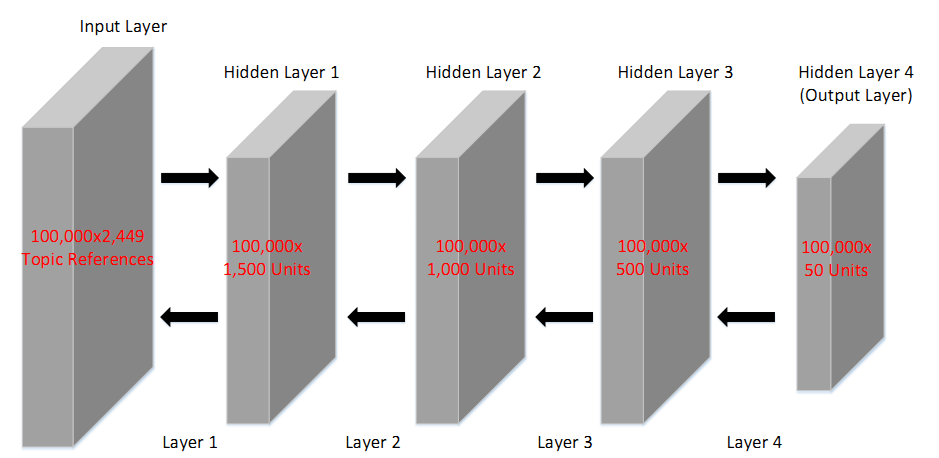 Input Layer
Hidden Layer 1
Hidden Layer 2
Hidden Layer 3
Hidden Layer 4
(Output Layer)
100,000x2,449
Topic References
100,000x
1,500 Units
100,000x
1,000 Units
100,000x
500 Units
100,000x
50 Units
Layer 1
Layer 2
Layer 3
Layer 4